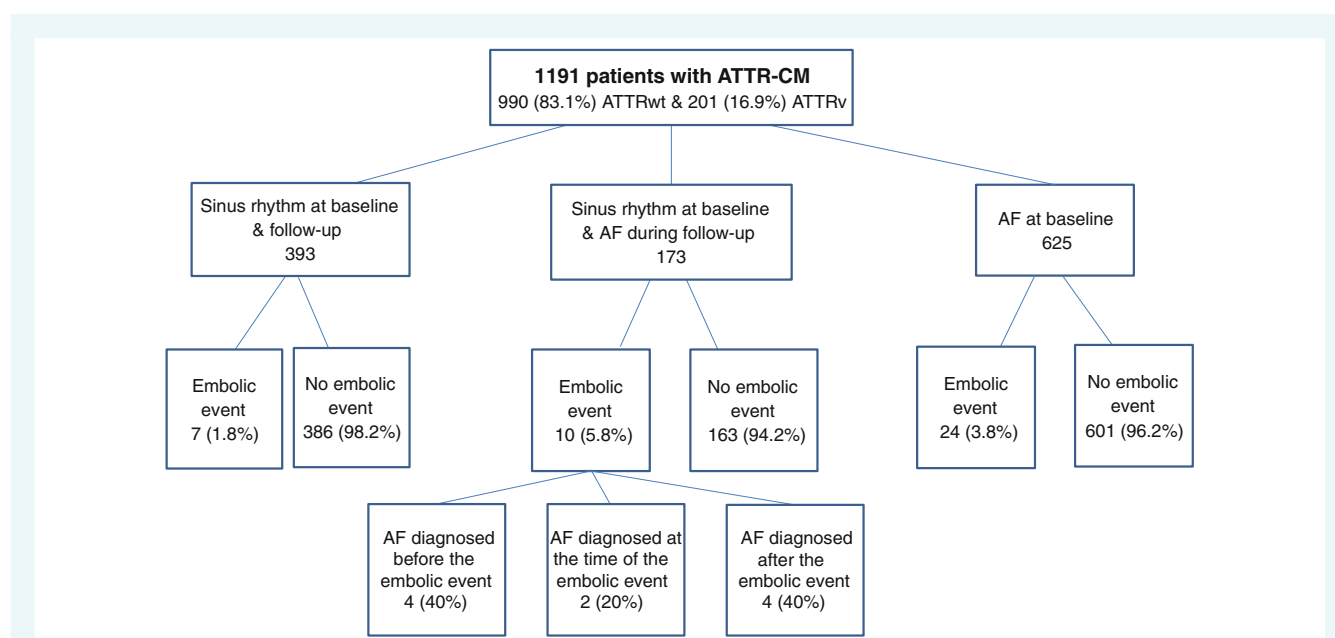 1191 patients with ATTR-CM
990 (83.1%) ATTRwt & 201 (16.9%) ATTRv
Sinus rhythm at baseline
& follow-up
393
Sinus rhythm at baseline
& AF during follow-up
173
AF at baseline
625
Embolic
event
7 (1.8%)
No embolic
event
386 (98.2%)
Embolic
event
10 (5.8%)
No embolic
event
163 (94.2%)
Embolic
event
24 (3.8%)
No embolic
event
601 (96.2%)
AF diagnosed
before the
embolic event
4 (40%)
AF diagnosed at
the time of the
embolic event
2 (20%)
AF diagnosed
after the
embolic event
4 (40%)